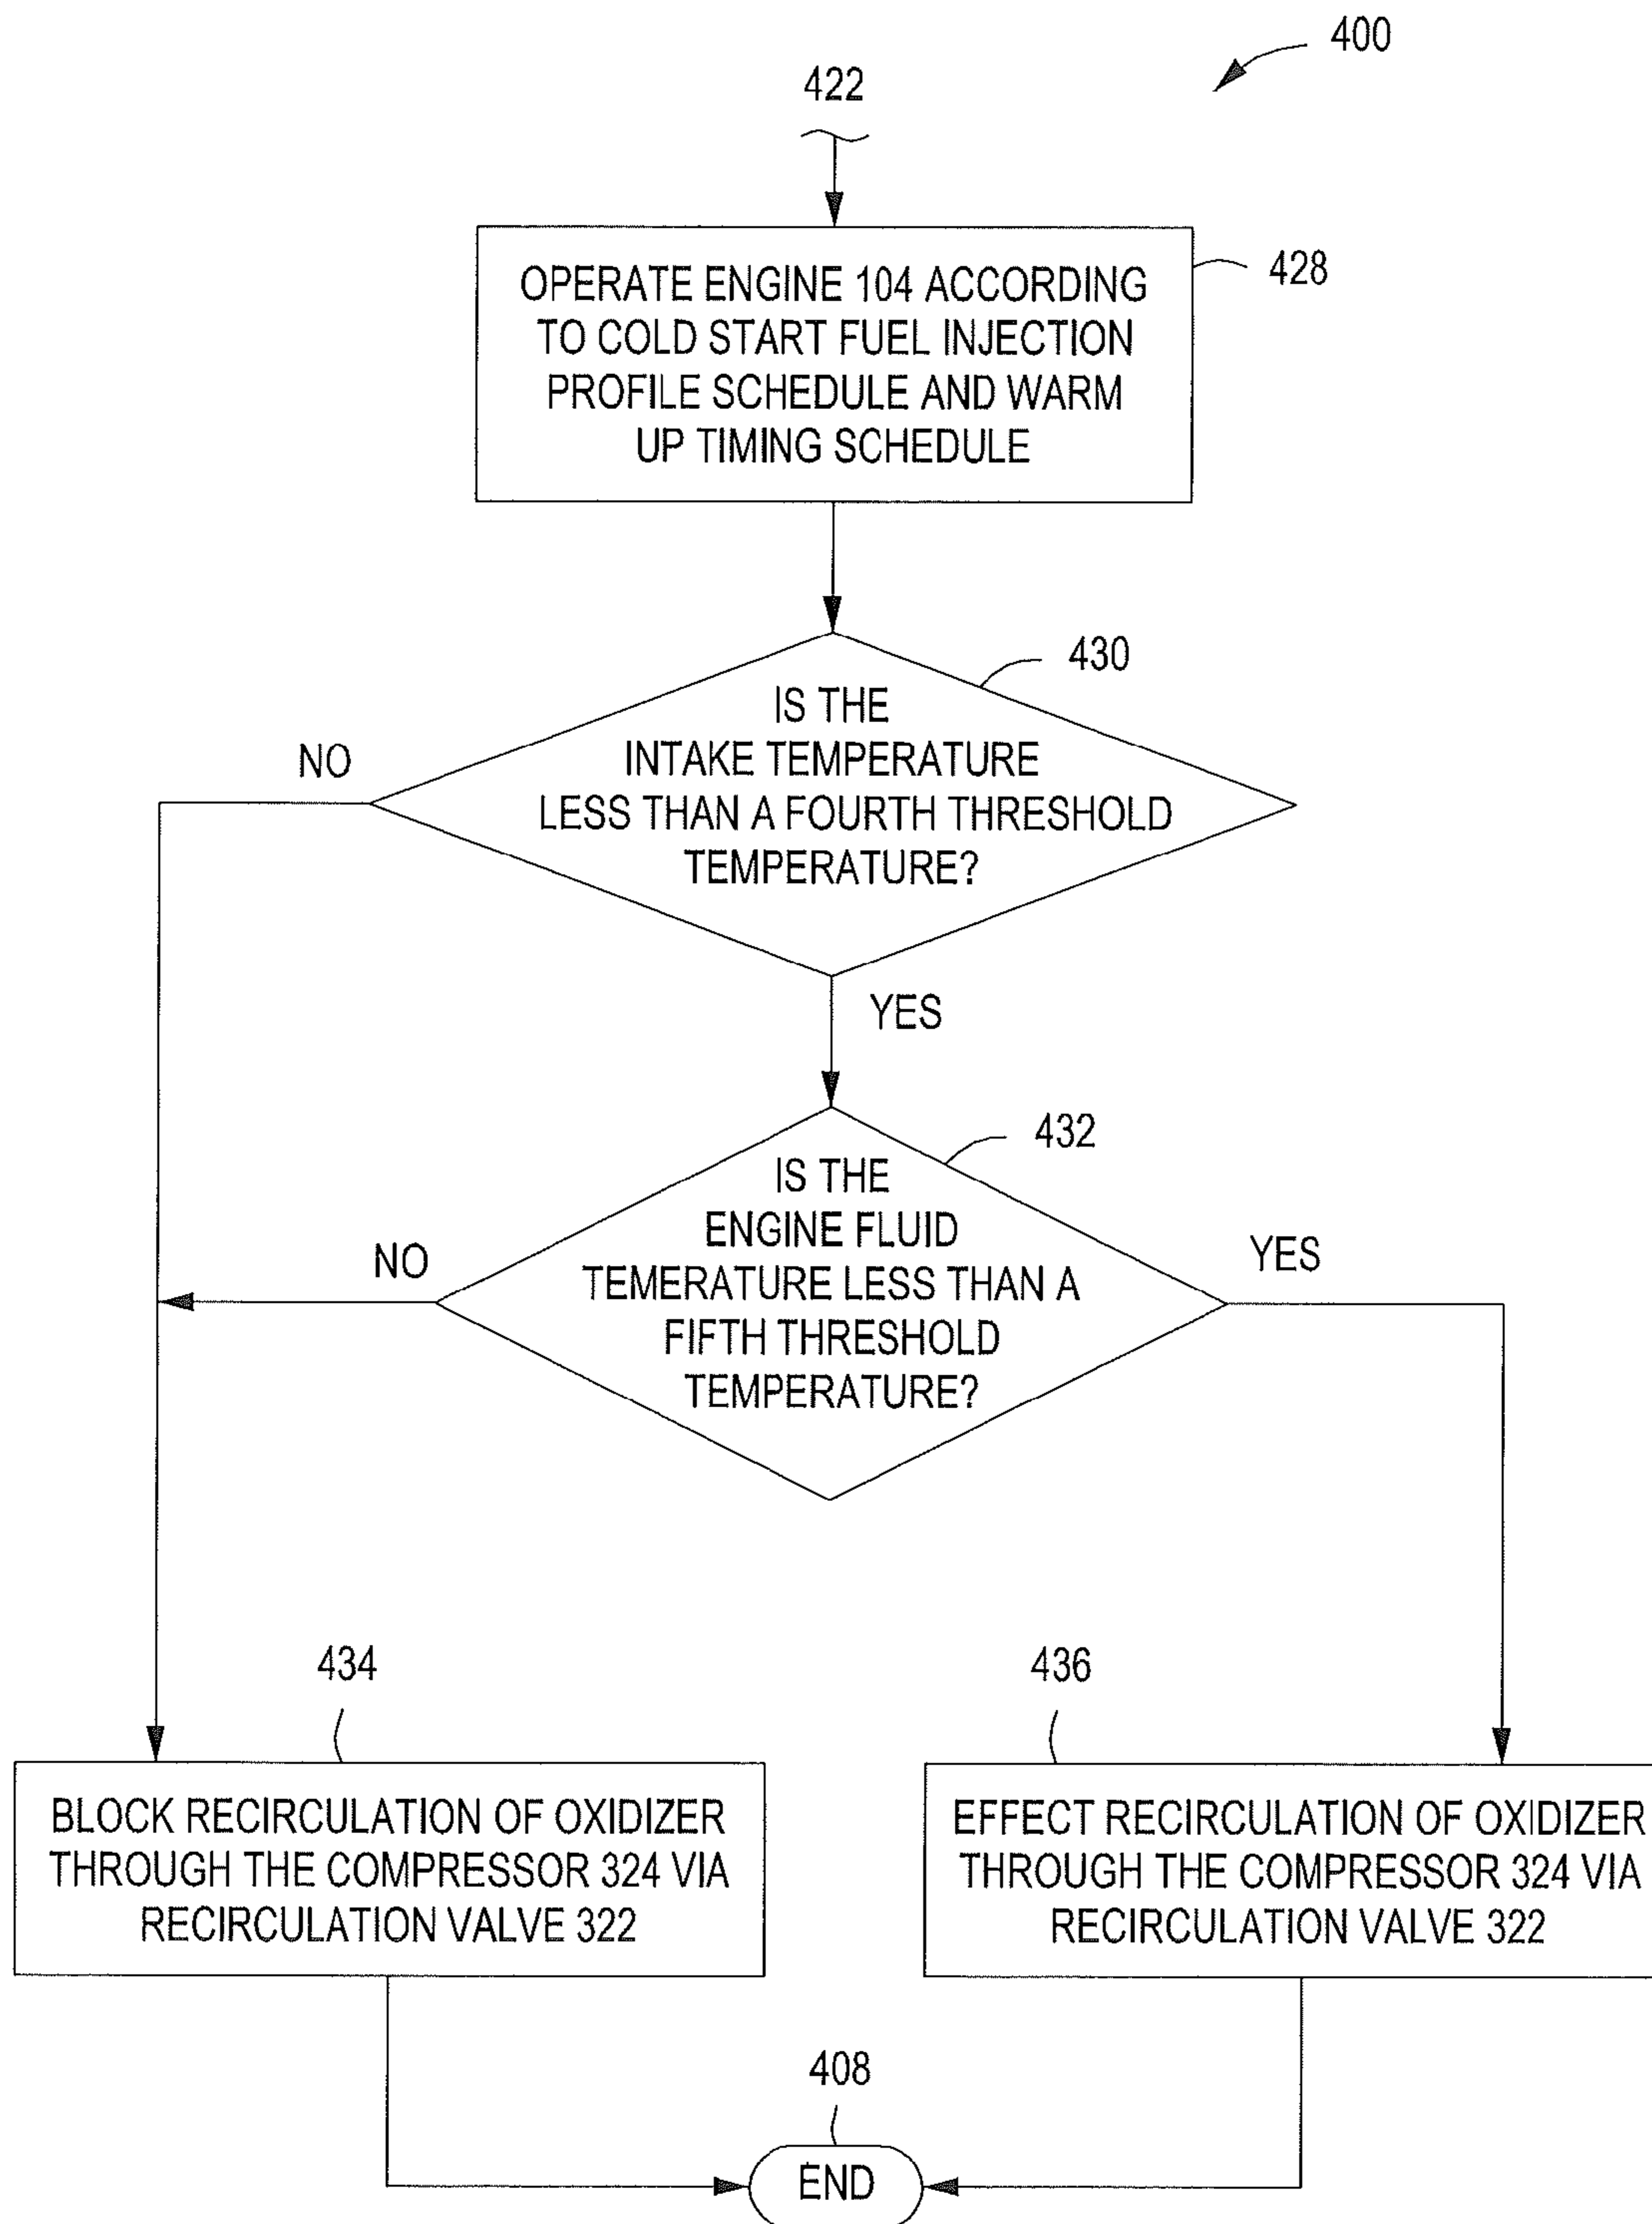 400
422
OPERATE ENGINE 104 ACCORDING
TO COLD START FUEL INJECTION
PROFILE SCHEDULE AND WARM
UP TIMING SCHEDULE
428
430
IS THE
INTAKE TEMPERATURE
LESS THAN A FOURTH THRESHOLD
TEMPERATURE?
NO
YES
432
IS THE
ENGINE FLUID
TEMERATURE LESS THAN A
FIFTH THRESHOLD
TEMPERATURE?
NO
YES
434
BLOCK RECIRCULATION OF OXIDIZER
THROUGH THE COMPRESSOR 324 VIA
RECIRCULATION VALVE 322
436
EFFECT RECIRCULATION OF OXIDIZER
THROUGH THE COMPRESSOR 324 VIA
RECIRCULATION VALVE 322
408
END